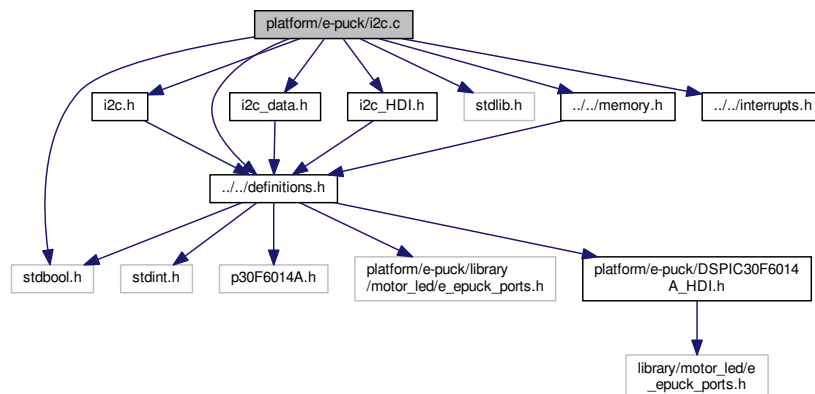 platform/e-puck/i2c.c
i2c.h
i2c_data.h
i2c_HDI.h
stdlib.h
../../memory.h
../../interrupts.h
../../definitions.h
stdbool.h
stdint.h
p30F6014A.h
platform/e-puck/library
/motor_led/e_epuck_ports.h
platform/e-puck/DSPIC30F6014
A_HDI.h
library/motor_led/e
_epuck_ports.h